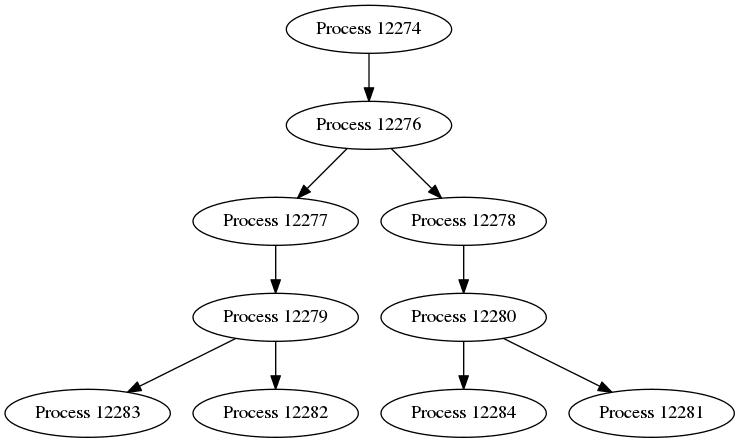 Process 12274
Process 12276
Process 12277
Process 12278
Process 12279
Process 12280
Process 12283
Process 12282
Process 12284
Process 12281